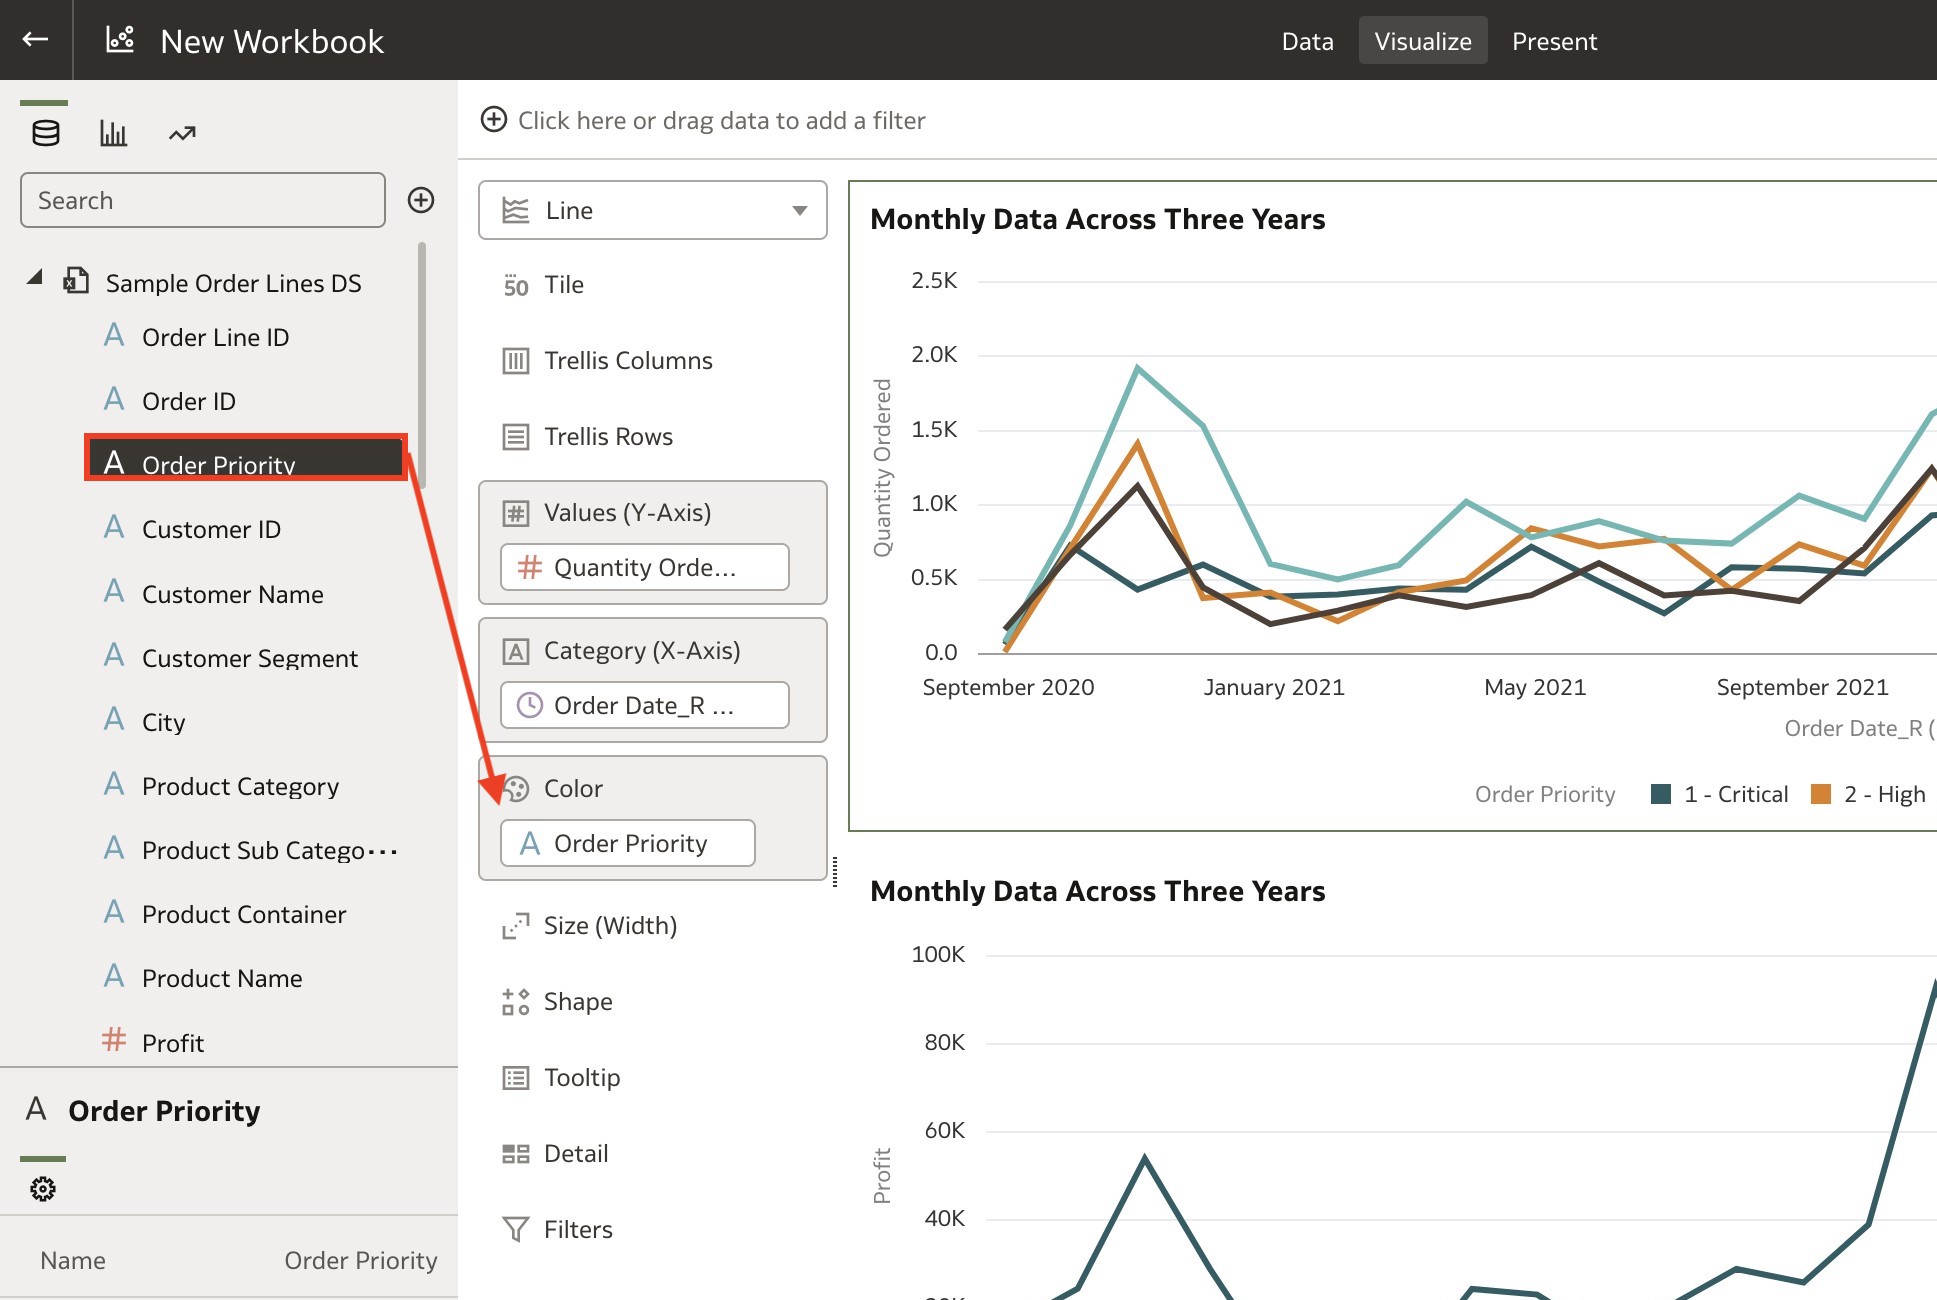 New Workbook
Data Visualize Present
Click here or drag data to add a filter
Search
Sample Order Lines DS
Order Line ID
Order ID
Order Priority
Customer ID
Customer Name
Customer Segment
City
Product Category
Product Sub Catego...
Product Container
Product Name
Profit
Order Priority
Name Order Priority
Line
50 Tile
Trellis Columns
Trellis Rows
Values (Y-Axis)
Quantity Orde...
Category (X-Axis)
Order Date_R ...
Color
Order Priority
Size (Width)
Shape
Tooltip
Detail
Filters
Monthly Data Across Three Years
Quantity Ordered
2.5K
2.0K
1.5K
1.0K
0.5K
0.0
September 2020 January 2021 May 2021 September 2021
Order Date_R (
Order Priority 1 - Critical 2 - High
Monthly Data Across Three Years
Profit
100K
80K
60K
40K